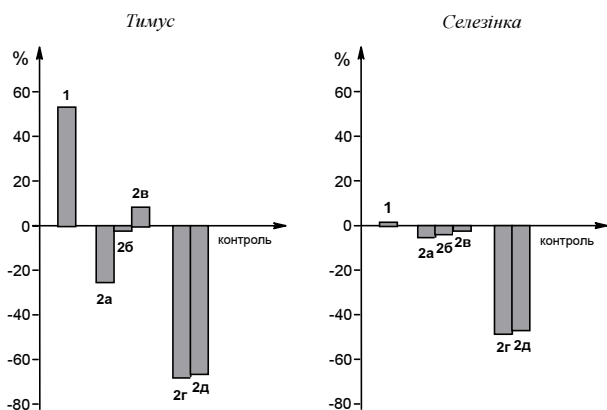 Тимус
%
60
40
20
0
-20
-40
-60
-80
1
2а
2б
2в
2г
2д
контроль
Селезінка
%
60
40
20
0
-20
-40
-60
-80
1
2а
2б
2в
2г
2д
контроль